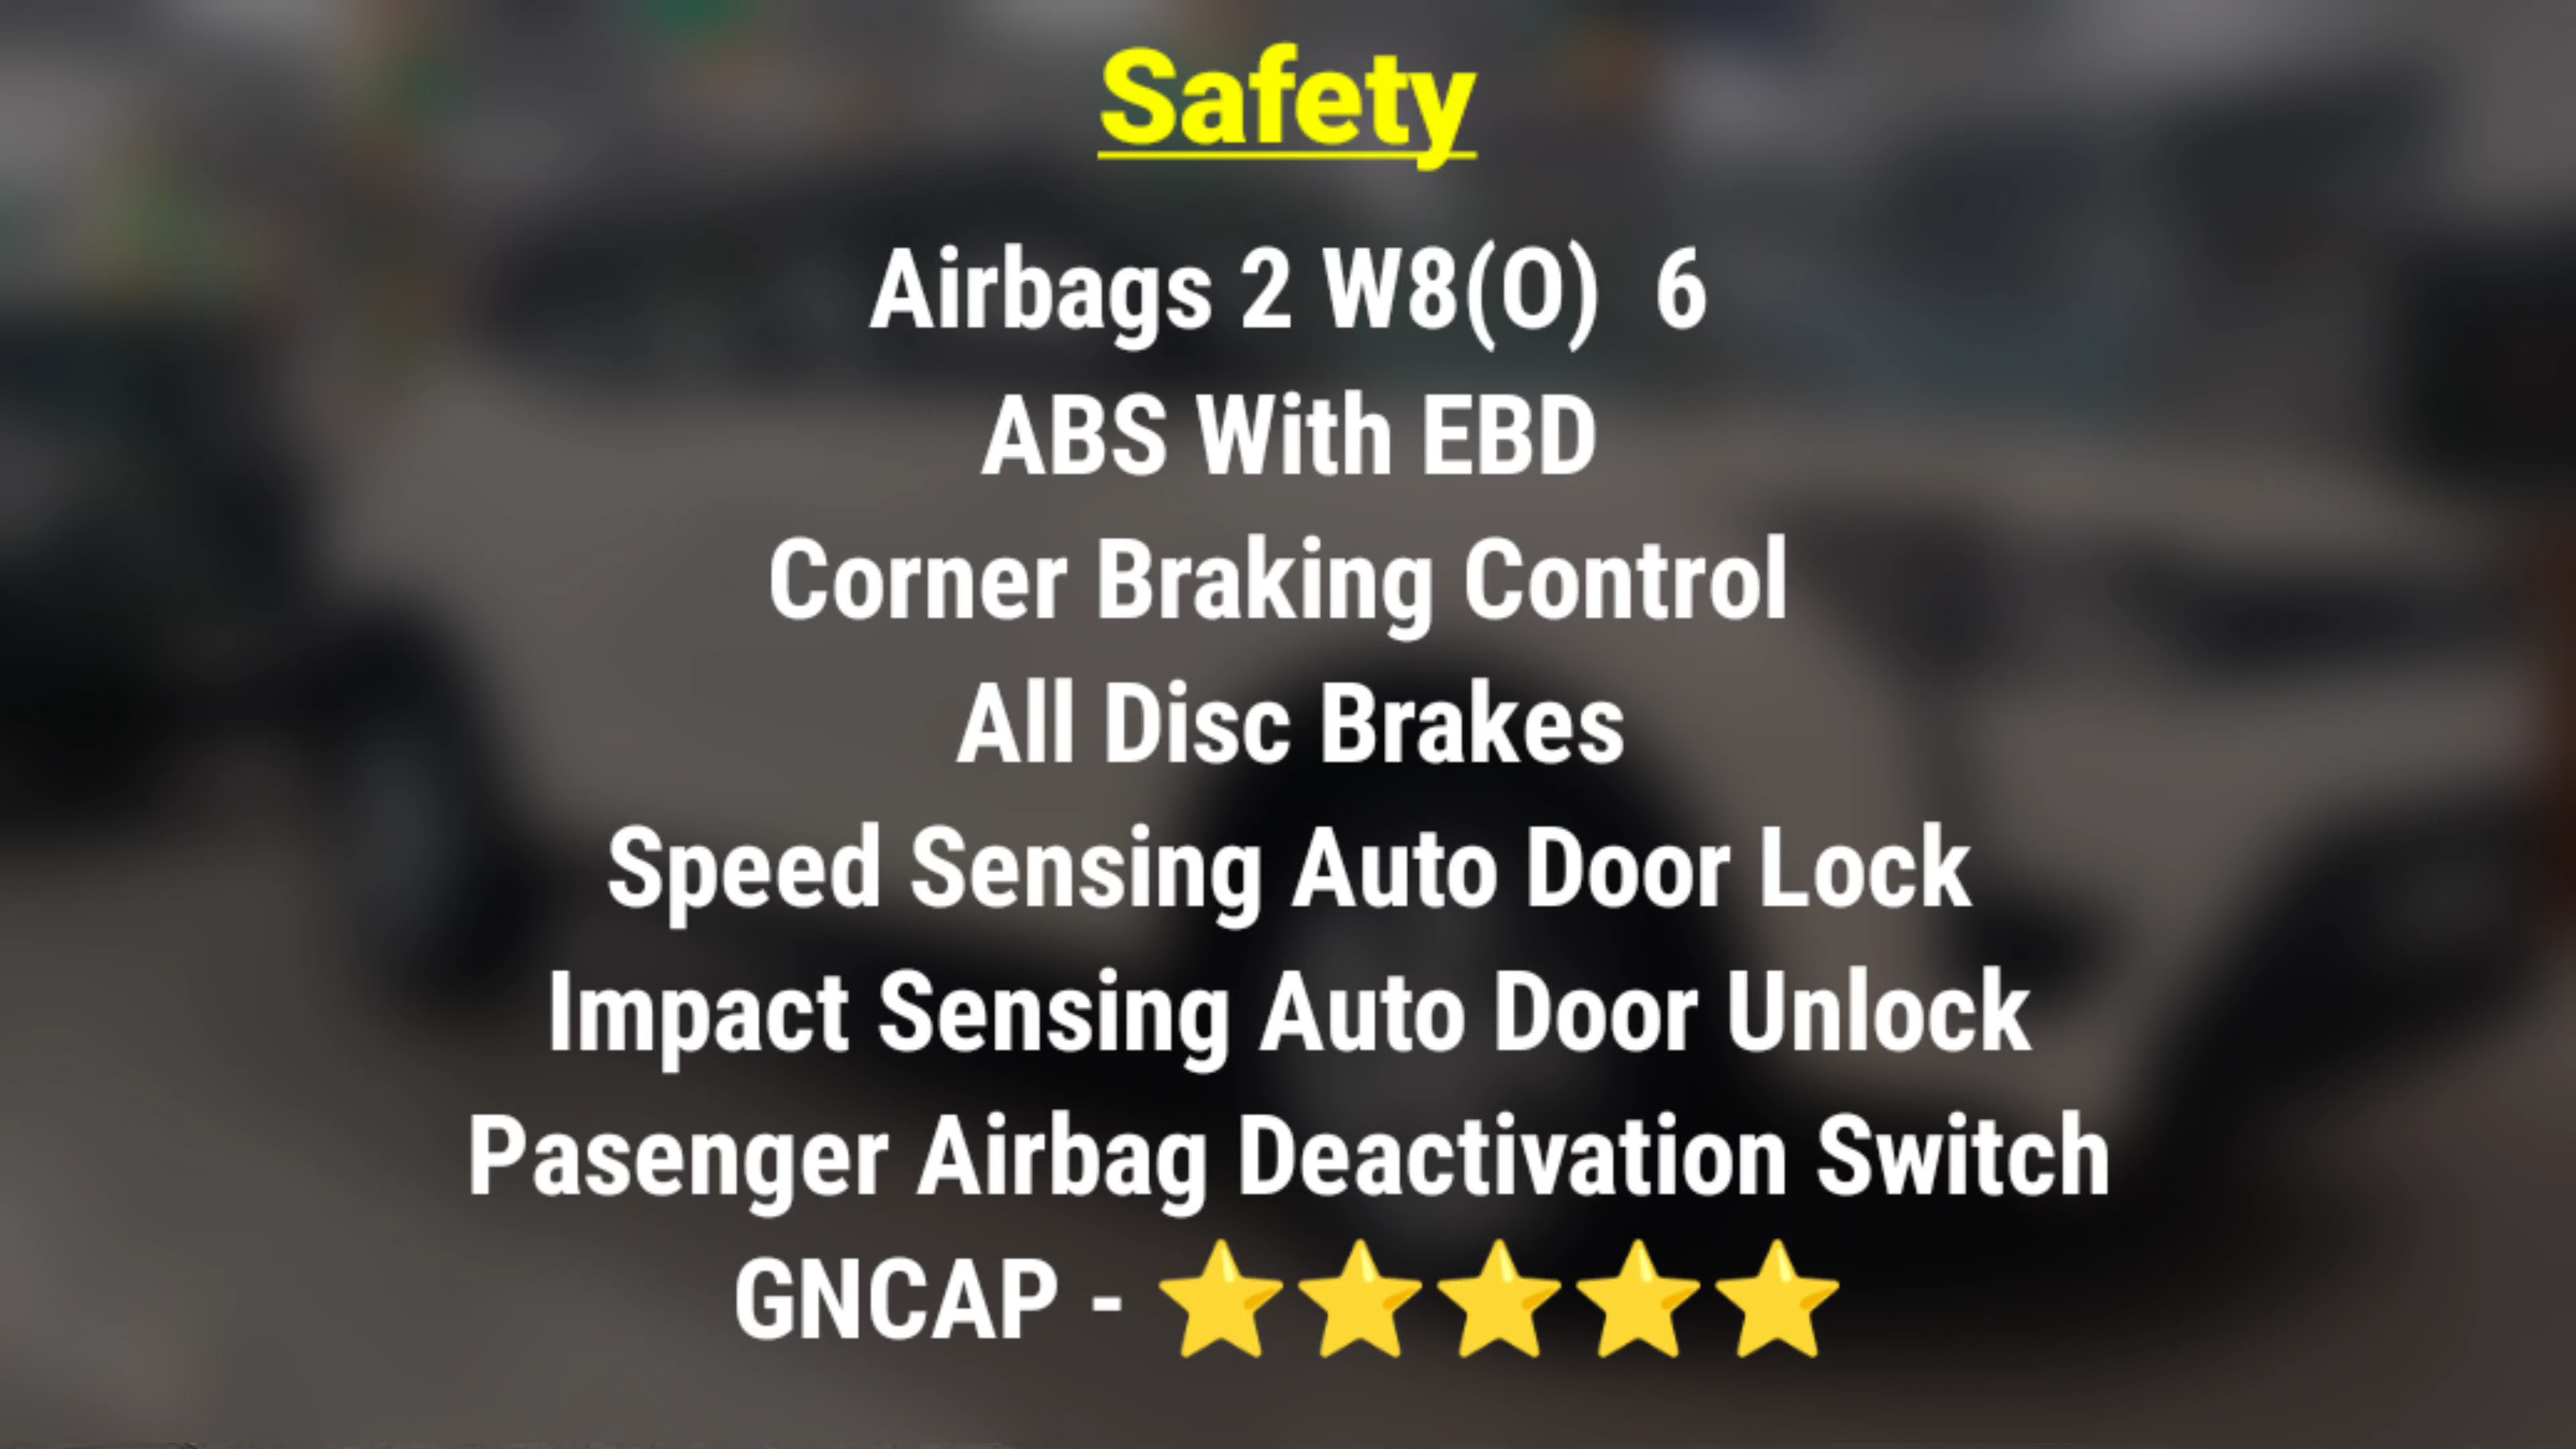 Safety
Airbags 2 W8(O)  6
ABS With EBD
Corner Braking Control
All Disc Brakes
Speed Sensing Auto Door Lock
Impact Sensing Auto Door Unlock
Pasenger Airbag Deactivation Switch
GNCAP - ⭐⭐⭐⭐⭐